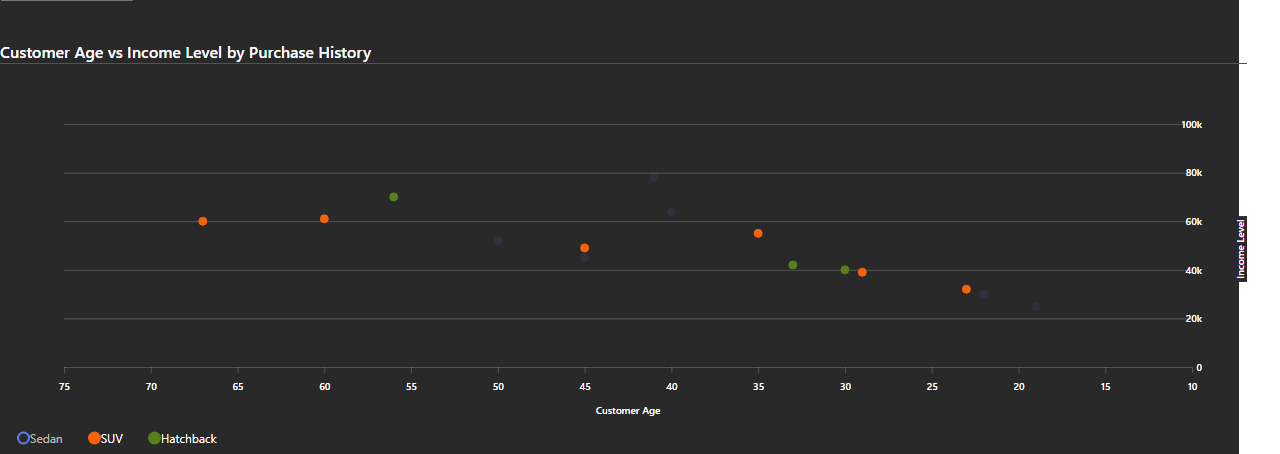 Customer Age vs Income Level by Purchase History
100k
80k
60k
40k
20k
0
Income Level
75 70 65 60 55 50 45 40 35 30 25 20 15 10
Customer Age
Sedan SUV Hatchback